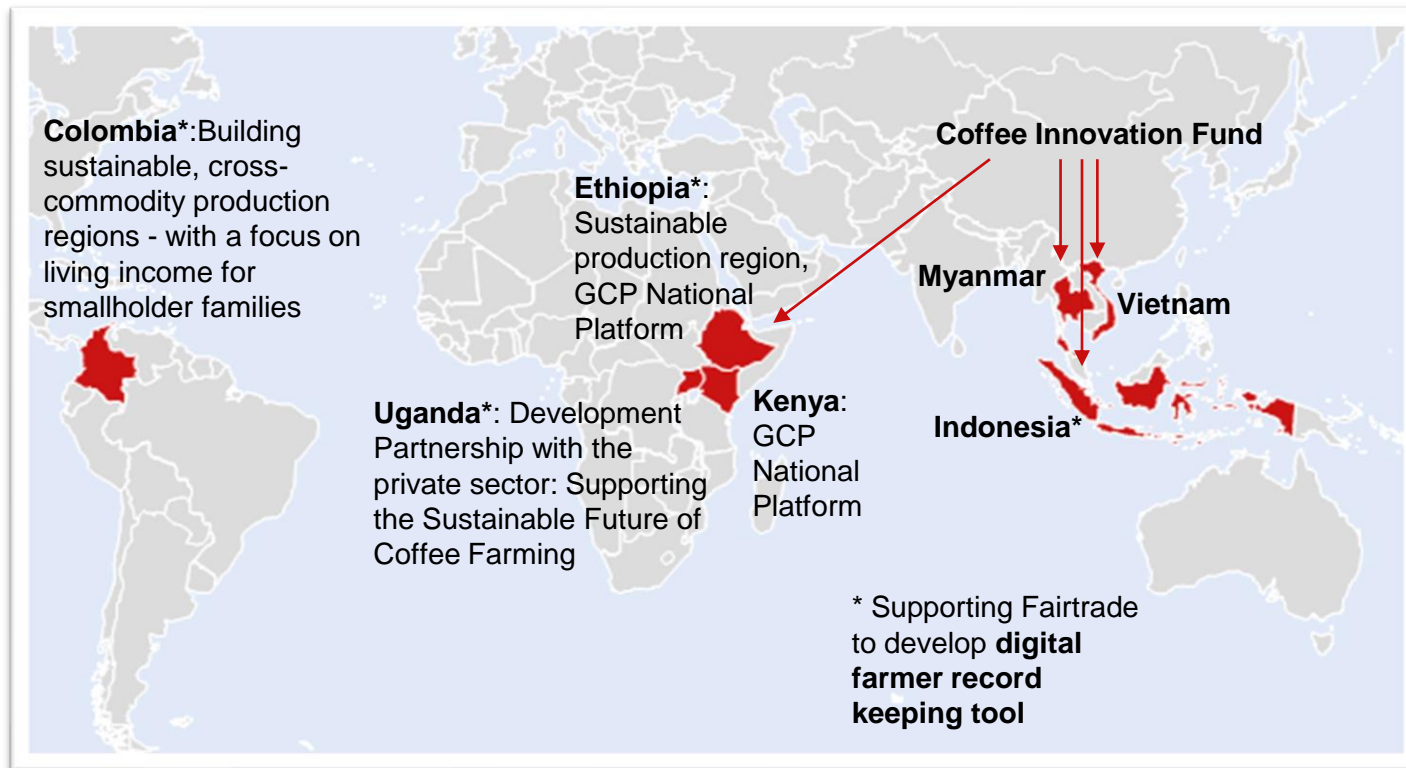 Colombia*:Building
sustainable, cross-
commodity production
regions - with a focus on
living income for
smallholder families
Coffee Innovation Fund
Ethiopia*:
Sustainable
production region,
GCP National
Platform
Myanmar
Vietnam
Uganda*: Development
Partnership with the
private sector: Supporting
the Sustainable Future of
Coffee Farming
Kenya:
GCP
National
Platform
Indonesia*
* Supporting Fairtrade
to develop digital
farmer record
keeping tool